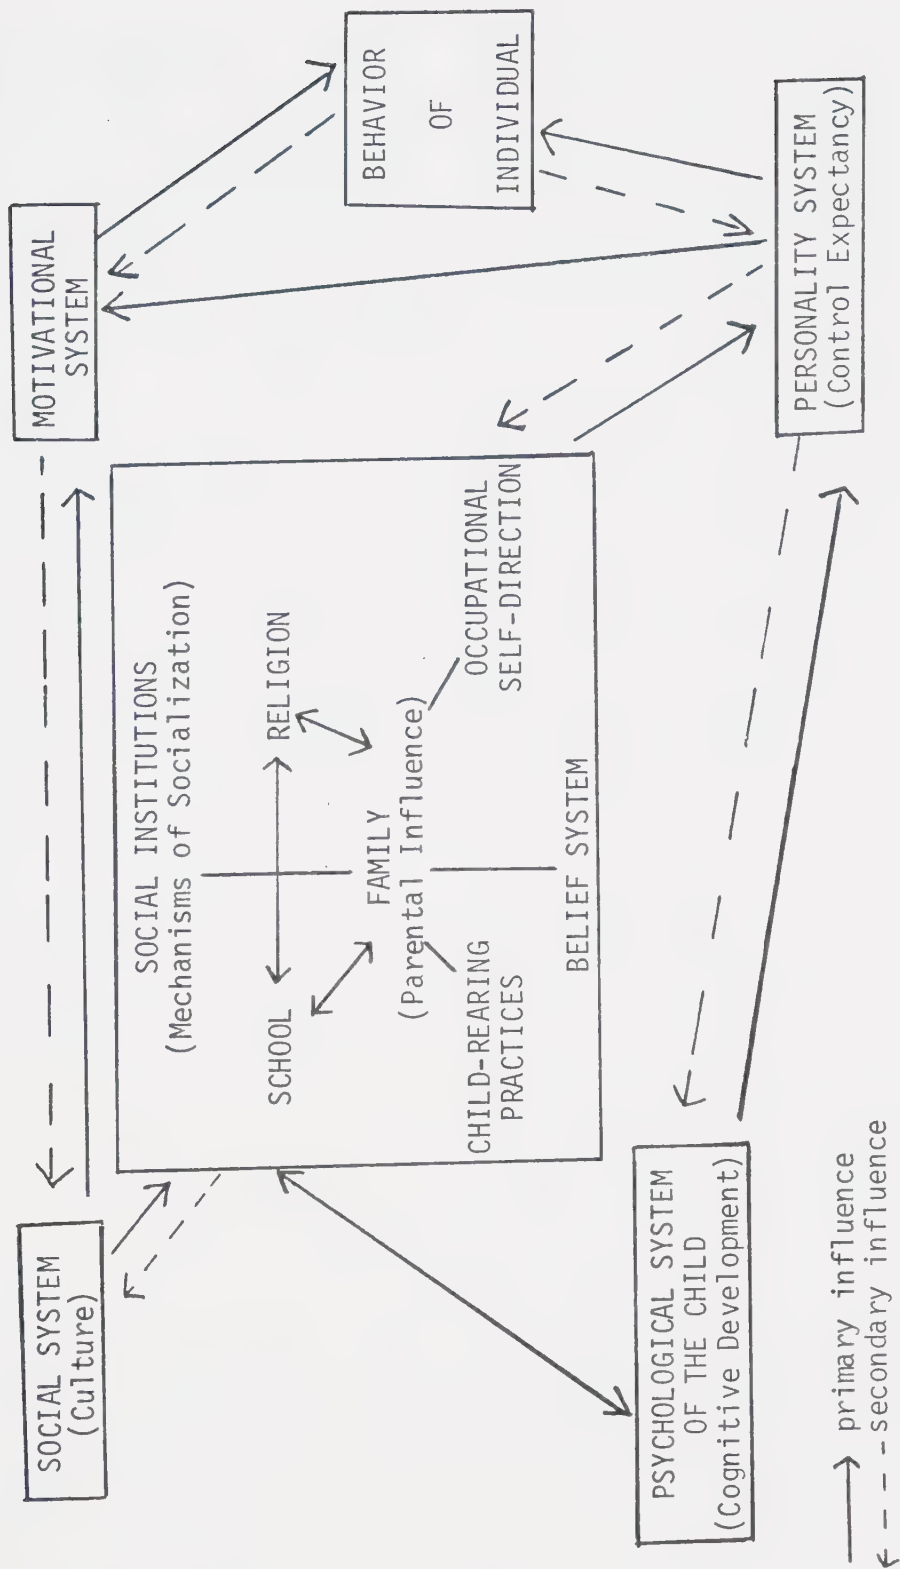 SOCIAL SYSTEM
(Culture)
MOTIVATIONAL
SYSTEM
SOCIAL INSTITUTIONS
(Mechanisms of Socialization)
SCHOOL
RELIGION
FAMILY
(Parental Influence)
CHILD-REARING
PRACTICES
OCCUPATIONAL
SELF-DIRECTION
BELIEF SYSTEM
BEHAVIOR
OF
INDIVIDUAL
PSYCHOLOGICAL SYSTEM
OF THE CHILD
(Cognitive Development)
PERSONALITY SYSTEM
(Control Expectancy)
primary influence
secondary influence